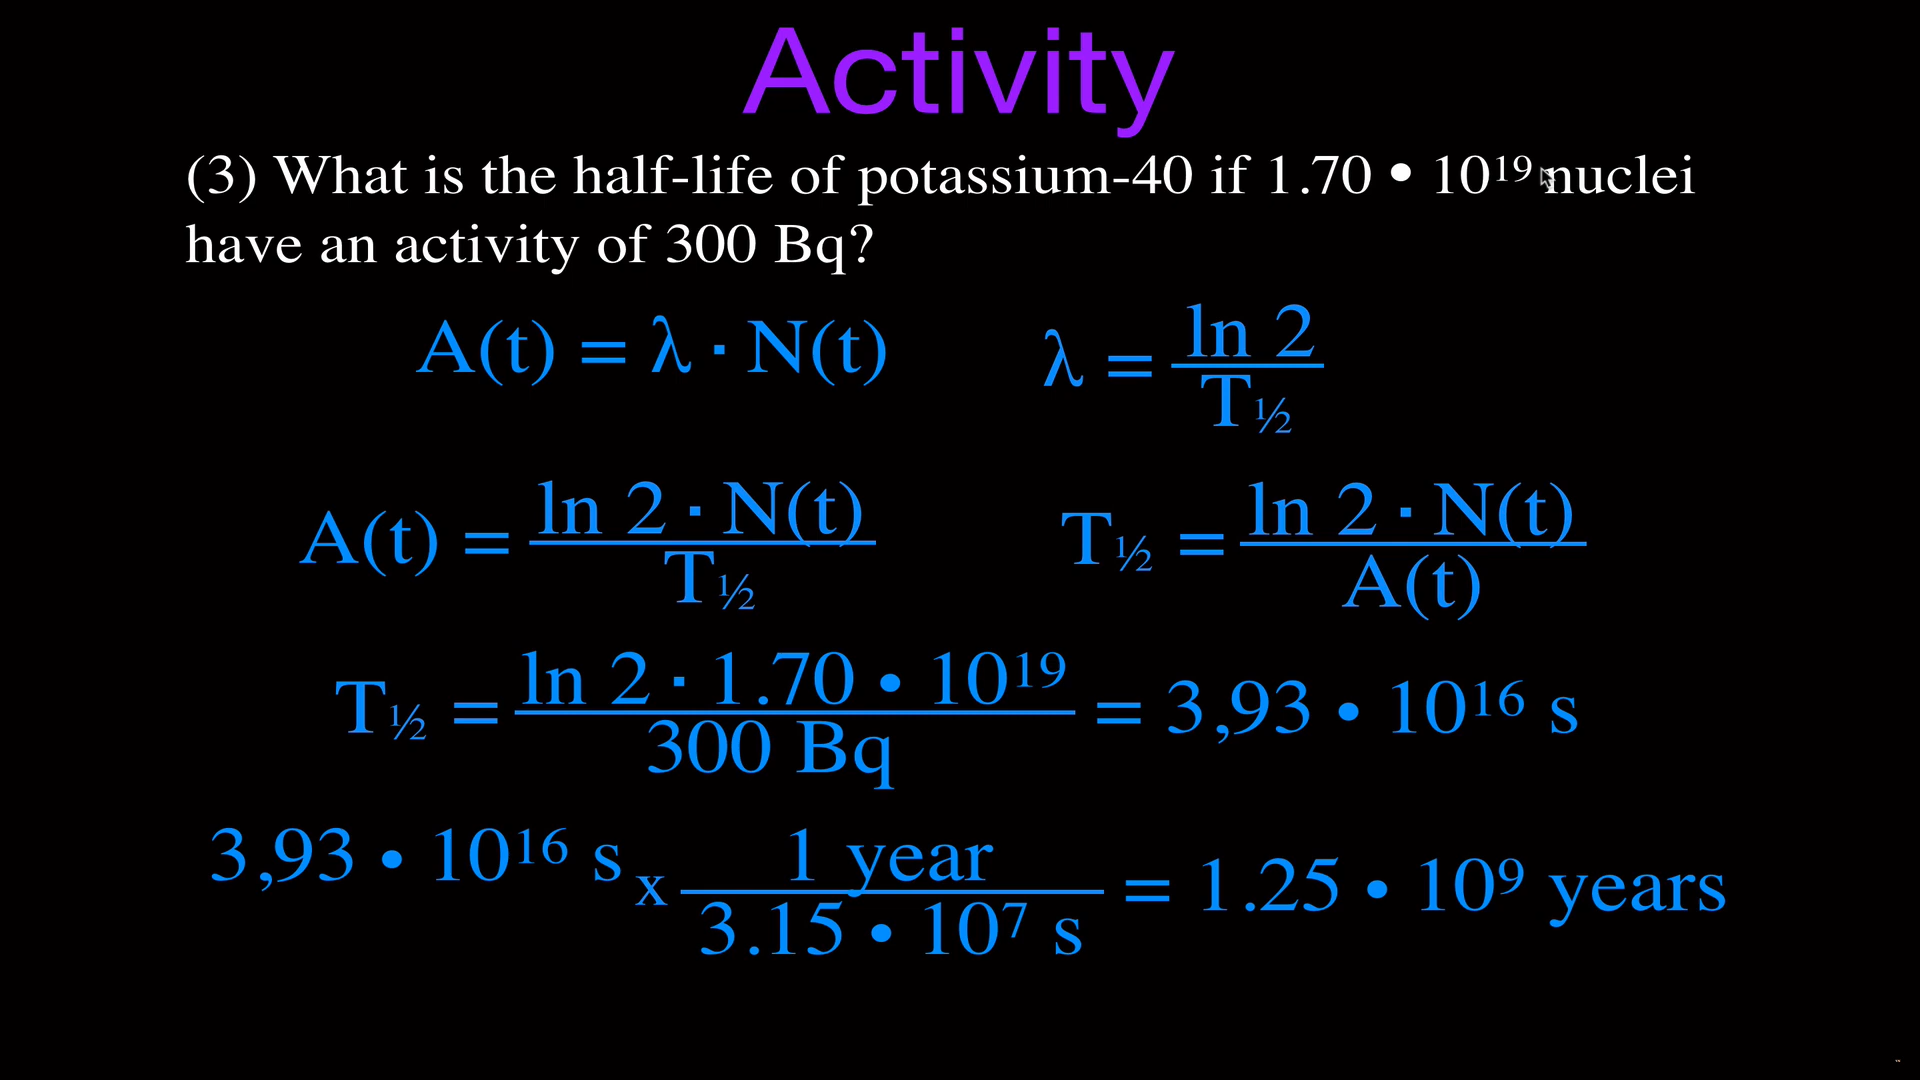 Activity
(3) What is the half-life of potassium-40 if 1.70 • 10¹⁹ nuclei
have an activity of 300 Bq?
A(t) = λ · N(t)    λ = ln 2 / T½
A(t) = ln 2 · N(t) / T½    T½ = ln 2 · N(t) / A(t)
T½ = ln 2 · 1.70 • 10¹⁹ / 300 Bq = 3,93 • 10¹⁶ s
3,93 • 10¹⁶ s x 1 year / 3.15 • 10⁷ s = 1.25 • 10⁹ years